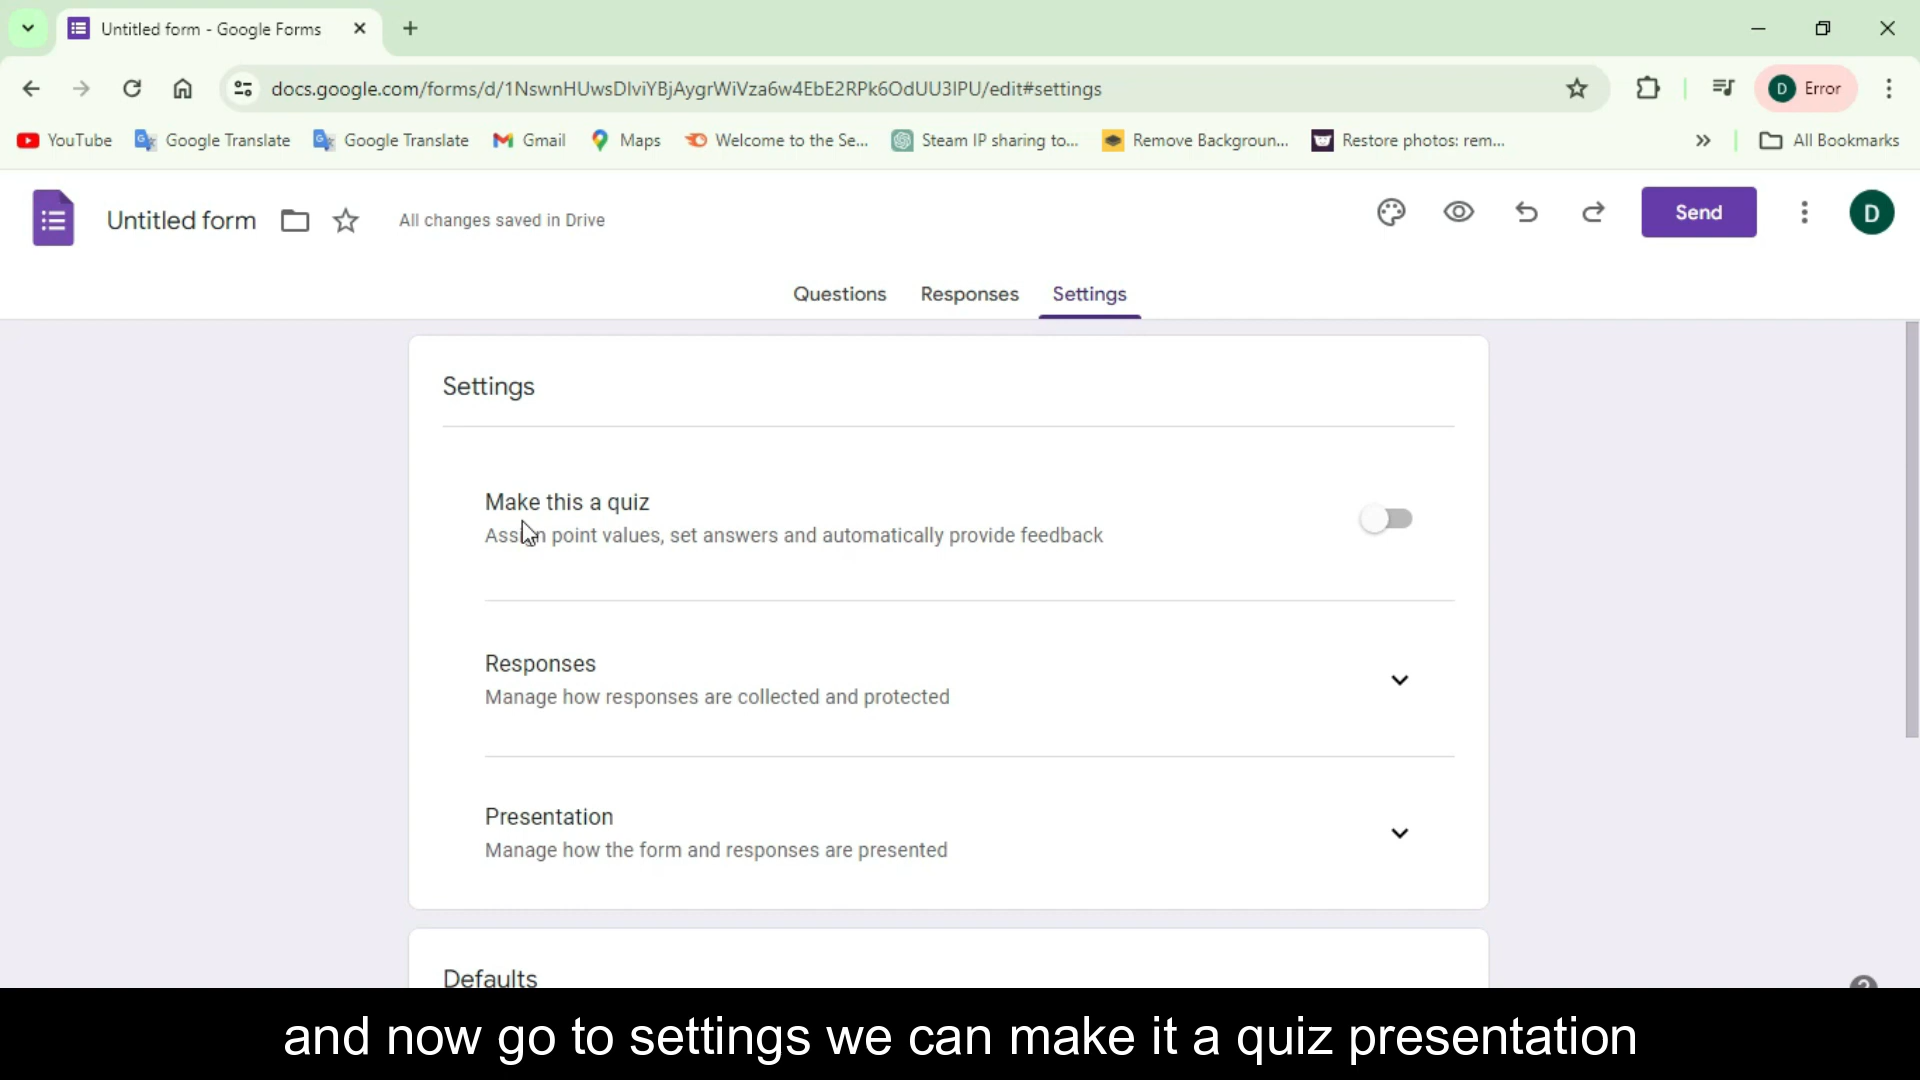 Untitled form - Google Forms
docs.google.com/forms/d/1NswnHUwsDIviYBjAygrWiVza6w4EbE2RPk6OdUU3IPU/edit#settings
D Error
YouTube Google Translate Google Translate Gmail Maps Welcome to the Se... Steam IP sharing to... Remove Backgroun... Restore photos: rem... All Bookmarks
Untitled form All changes saved in Drive Send D
Questions Responses Settings
Settings
Make this a quiz
point values, set answers and automatically provide feedback
Responses
Manage how responses are collected and protected
Presentation
Manage how the form and responses are presented
Defaults
and now go to settings we can make it a quiz presentation